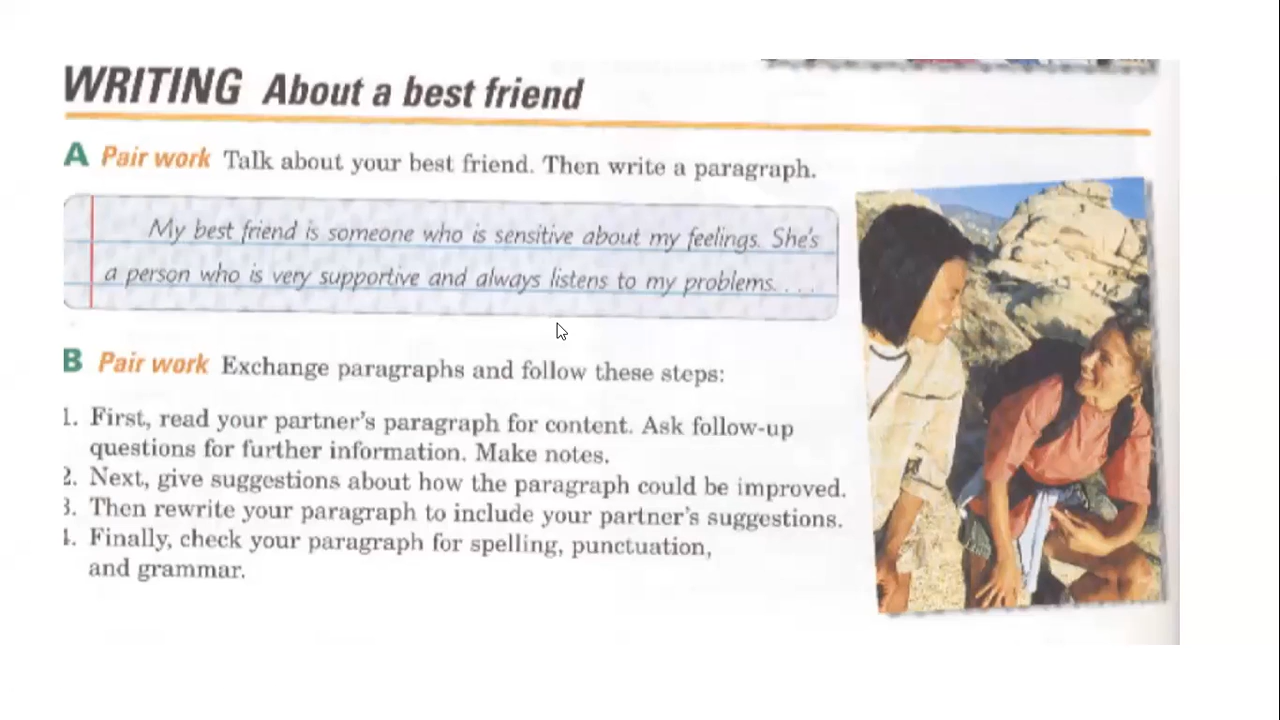 WRITING About a best friend
A Pair work Talk about your best friend. Then write a paragraph.
My best friend is someone who is sensitive about my feelings. She's
a person who is very supportive and always listens to my problems. . . .
B Pair work Exchange paragraphs and follow these steps:
1. First, read your partner's paragraph for content. Ask follow-up
questions for further information. Make notes.
2. Next, give suggestions about how the paragraph could be improved.
3. Then rewrite your paragraph to include your partner's suggestions.
4. Finally, check your paragraph for spelling, punctuation,
and grammar.